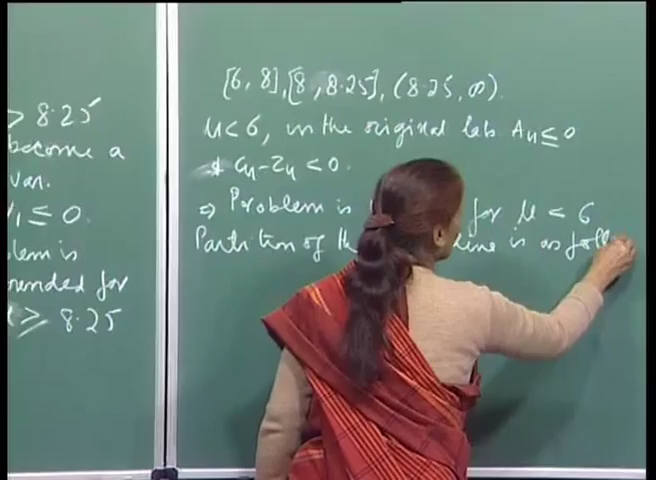 > 8.25
become a
var.
≤ 0
blem is
unded for
≥ 8.25
[6, 8], [8, 8.25], (8.25, ∞).
μ < 6, in the original tab A₄ ≤ 0
& c₄-z₄ < 0.
⇒ Problem is for μ < 6
Partition of the line is as foll